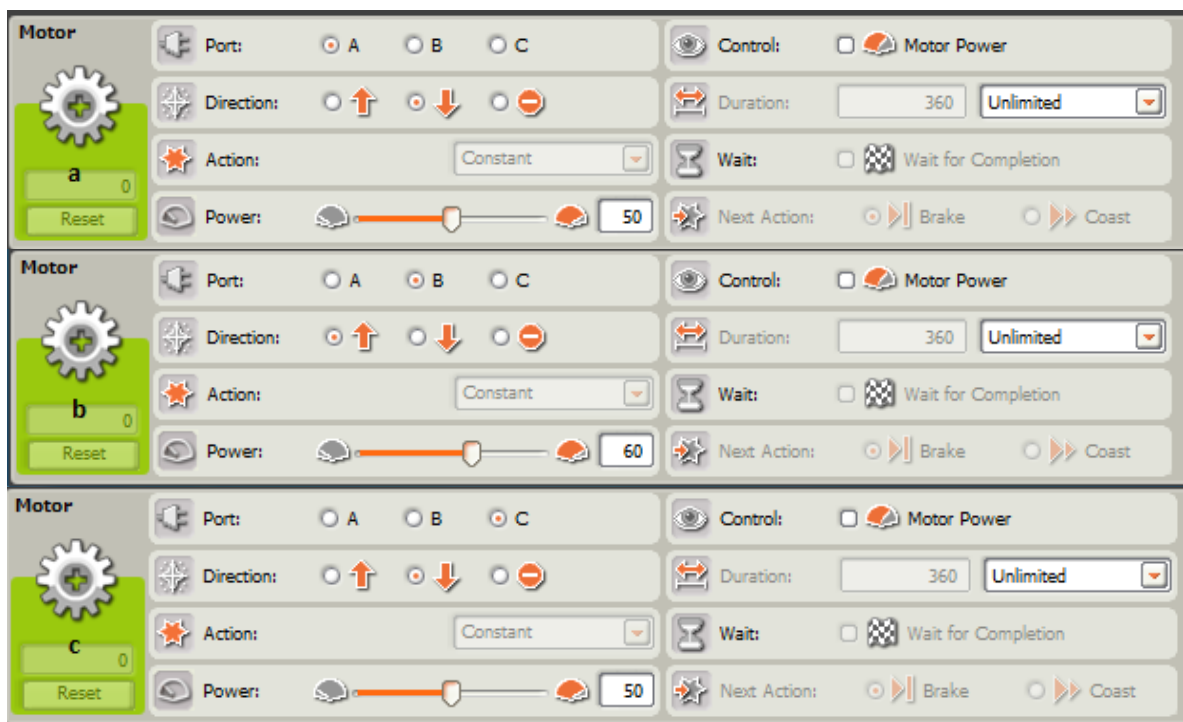 Motor Port: A B C Control: Motor Power
Direction: Duration: 360 Unlimited
Action: Constant Wait: Wait for Completion
a 0
Reset Power: 50 Next Action: Brake Coast
Motor Port: A B C Control: Motor Power
Direction: Duration: 360 Unlimited
Action: Constant Wait: Wait for Completion
b 0
Reset Power: 60 Next Action: Brake Coast
Motor Port: A B C Control: Motor Power
Direction: Duration: 360 Unlimited
Action: Constant Wait: Wait for Completion
c 0
Reset Power: 50 Next Action: Brake Coast